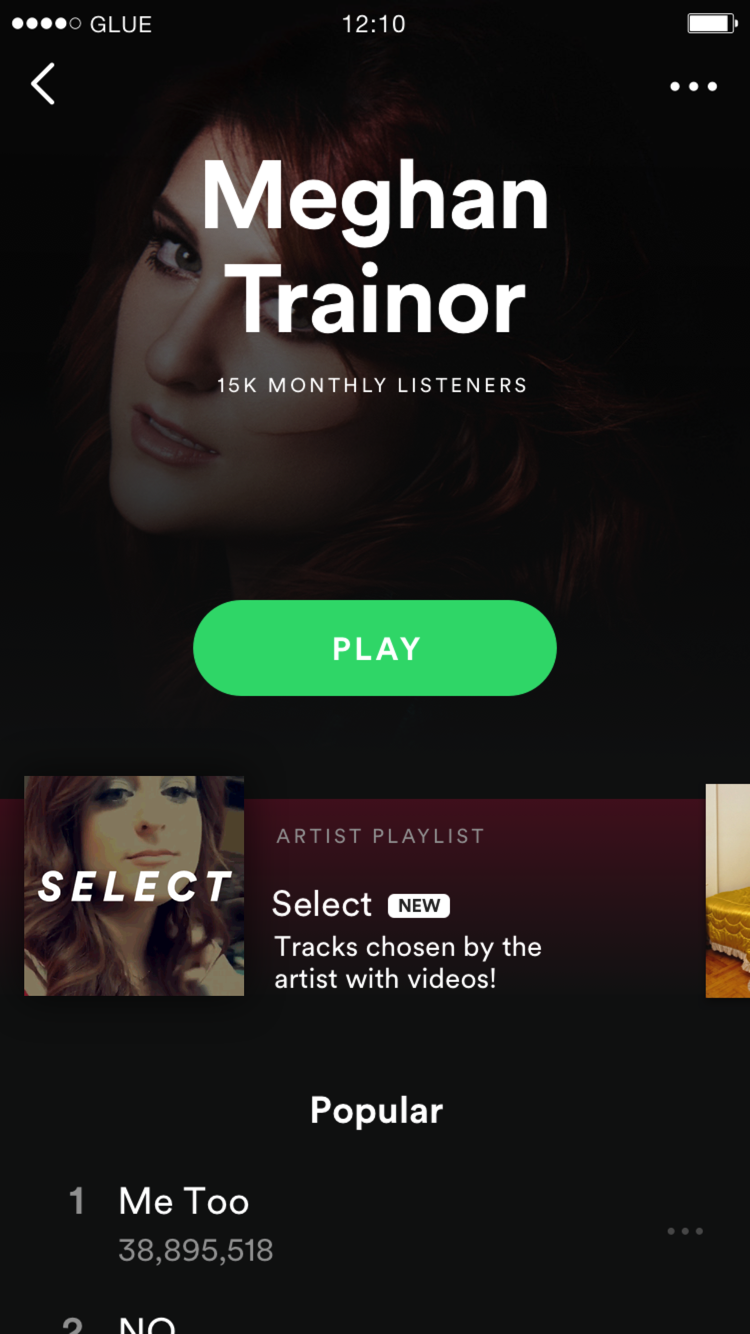 GLUE 12:10
Meghan
Trainor
15K MONTHLY LISTENERS
PLAY
SELECT
ARTIST PLAYLIST
Select NEW
Tracks chosen by the
artist with videos!
Popular
1 Me Too
38,895,518
2 NO